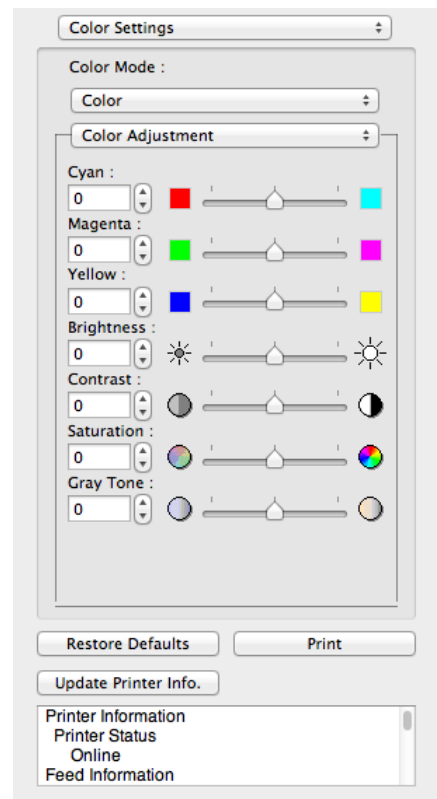 Color Settings
Color Mode :
Color
Color Adjustment
Cyan :
0
Magenta :
0
Yellow :
0
Brightness :
0
Contrast :
0
Saturation :
0
Gray Tone :
0
Restore Defaults Print
Update Printer Info.
Printer Information
Printer Status
Online
Feed Information